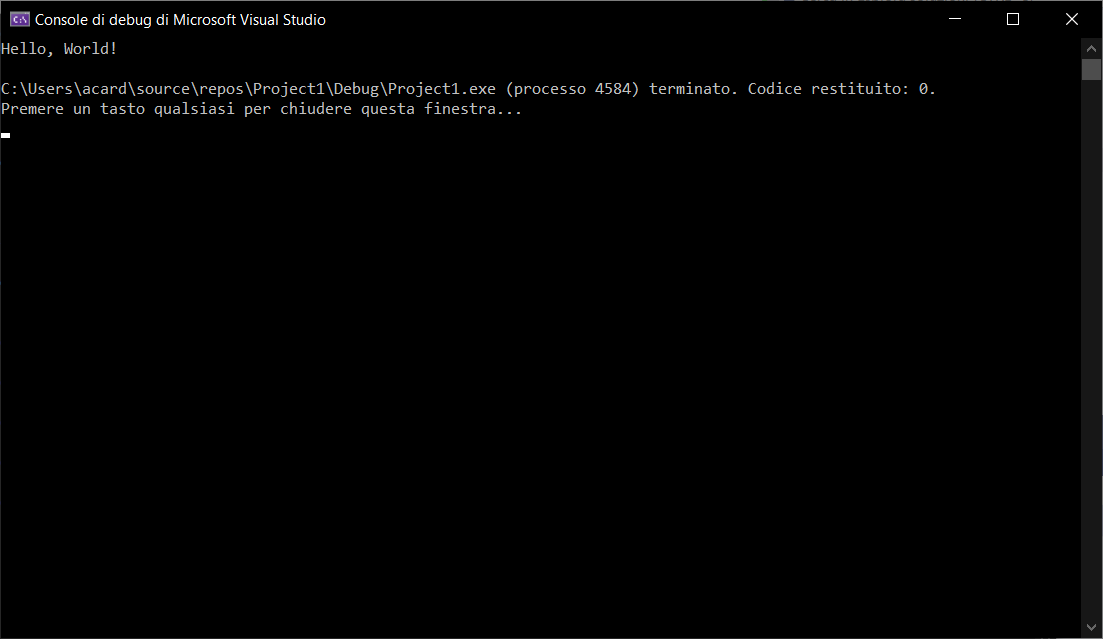 Console di debug di Microsoft Visual Studio
Hello, World!
C:\Users\acard\source\repos\Project1\Debug\Project1.exe (processo 4584) terminato. Codice restituito: 0.
Premere un tasto qualsiasi per chiudere questa finestra...